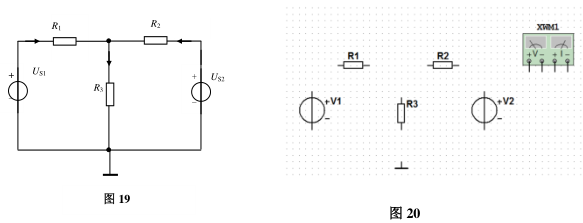 R1
R2
+
US1
R3
+
US2
−
图 19
XWM1
+ V − + I −
R1
R2
+
V1
−
R3
+
V2
−
图 20